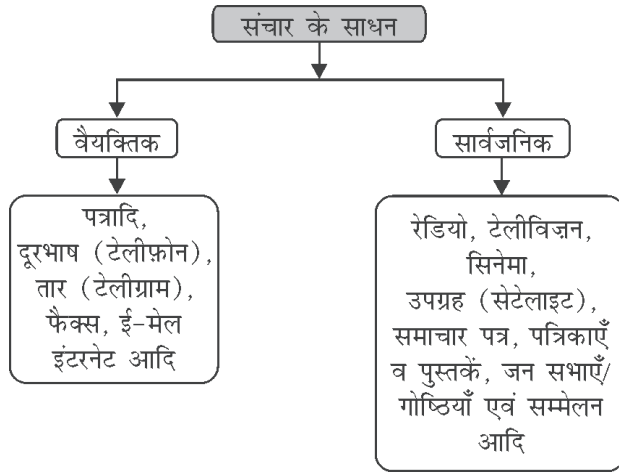 संचार के साधन
वैयक्तिक
सार्वजनिक
पत्रादि,
दूरभाष (टेलीफ़ोन),
तार (टेलीग्राम),
फैक्स, ई-मेल
इंटरनेट आदि
रेडियो, टेलीविज़न,
सिनेमा,
उपग्रह (सेटेलाइट),
समाचार पत्र, पत्रिकाएँ
व पुस्तकें, जन सभाएँ/
गोष्ठियाँ एवं सम्मेलन
आदि